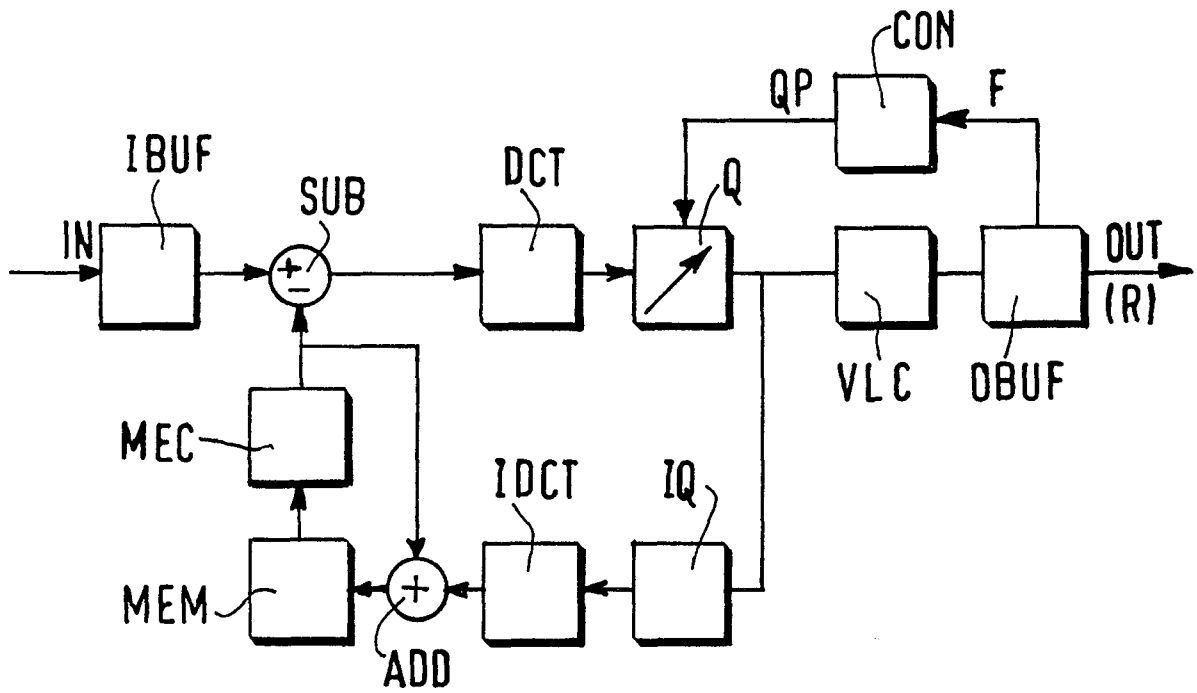 CON
QP
F
IBUF
SUB
DCT
Q
IN
+
−
OUT
(R)
VLC
OBUF
MEC
IDCT
IQ
MEM
+
ADD